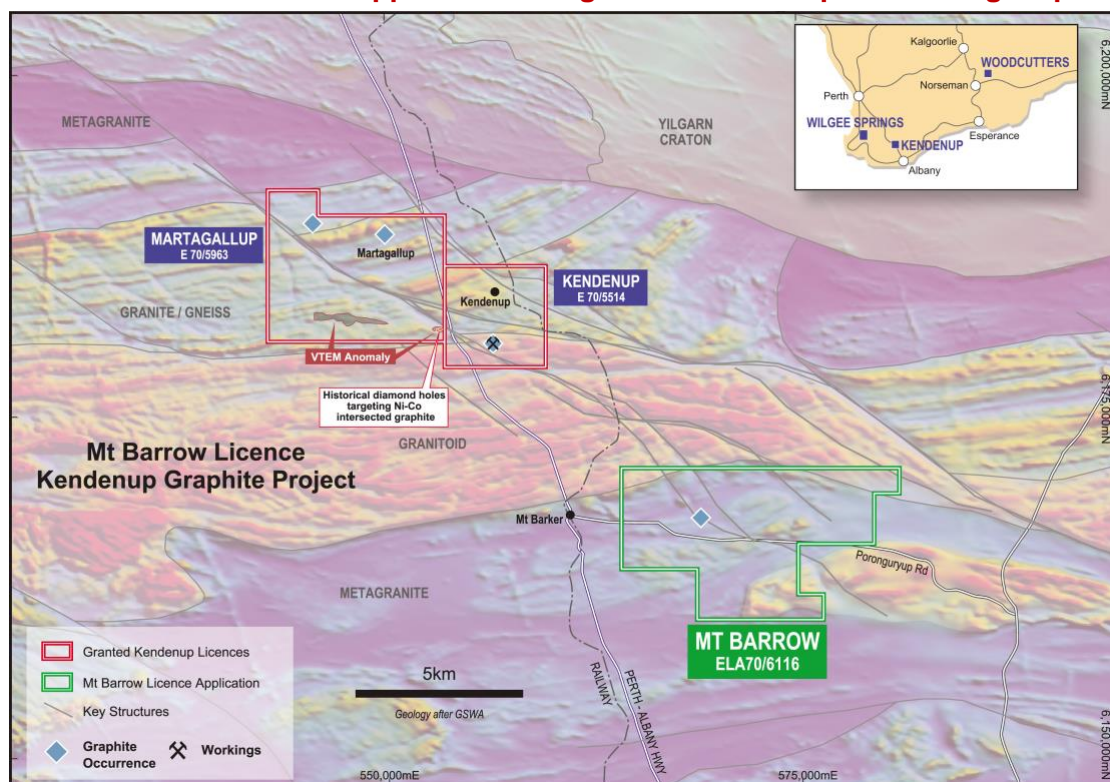 6,200,000mN
Kalgoorlie
WOODCUTTERS
Norseman
Perth
WILGEE SPRINGS
KENDENUP
Esperance
Albany
METAGRANITE
YILGARN
CRATON
MARTAGALLUP
E 70/5963
Martagallup
KENDENUP
E 70/5514
Kendenup
GRANITE / GNEISS
VTEM Anomaly
Historical diamond holes
targeting Ni-Co
intersected graphite
6,175,000mN
GRANITOID
Mt Barrow Licence
Kendenup Graphite Project
Mt Barker
Poronguryup Rd
METAGRANITE
MT BARROW
ELA70/6116
Granted Kendenup Licences
Mt Barrow Licence Application
Key Structures
Graphite
Occurrence
Workings
5km
Geology after GSWA
RAILWAY
PERTH - ALBANY HWY
6,150,000mN
550,000mE
575,000mE